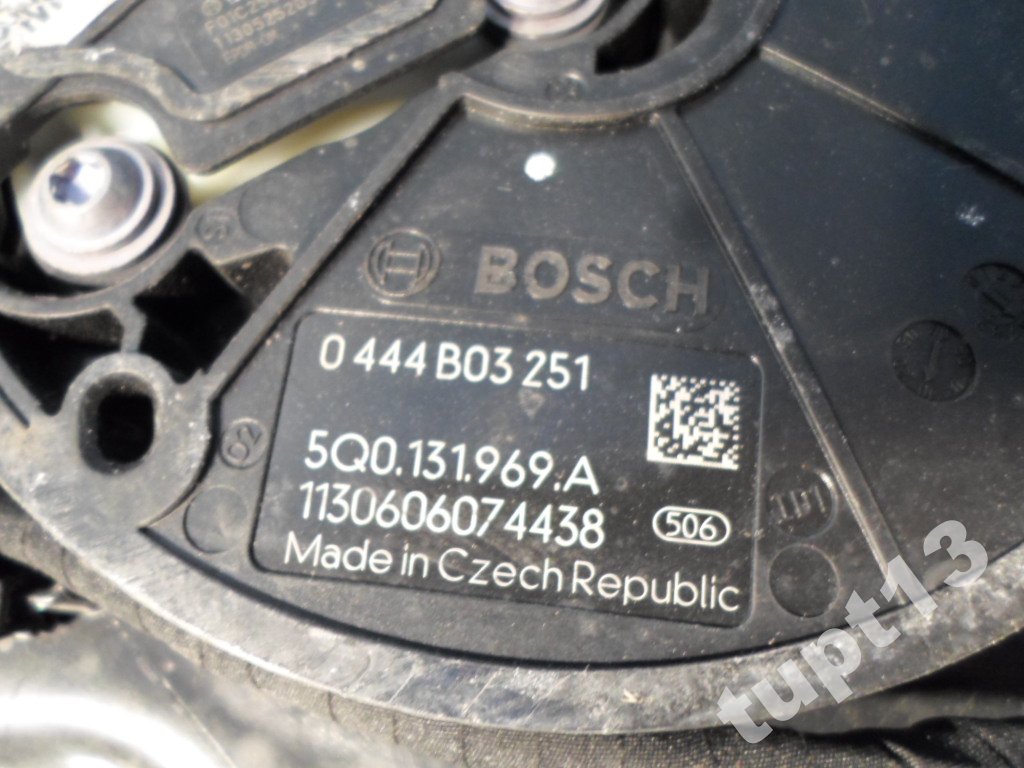 BOSCH
0 444 B03 251
5Q0.131.969.A
1130606074438
506
Made in Czech Republic
tupt13